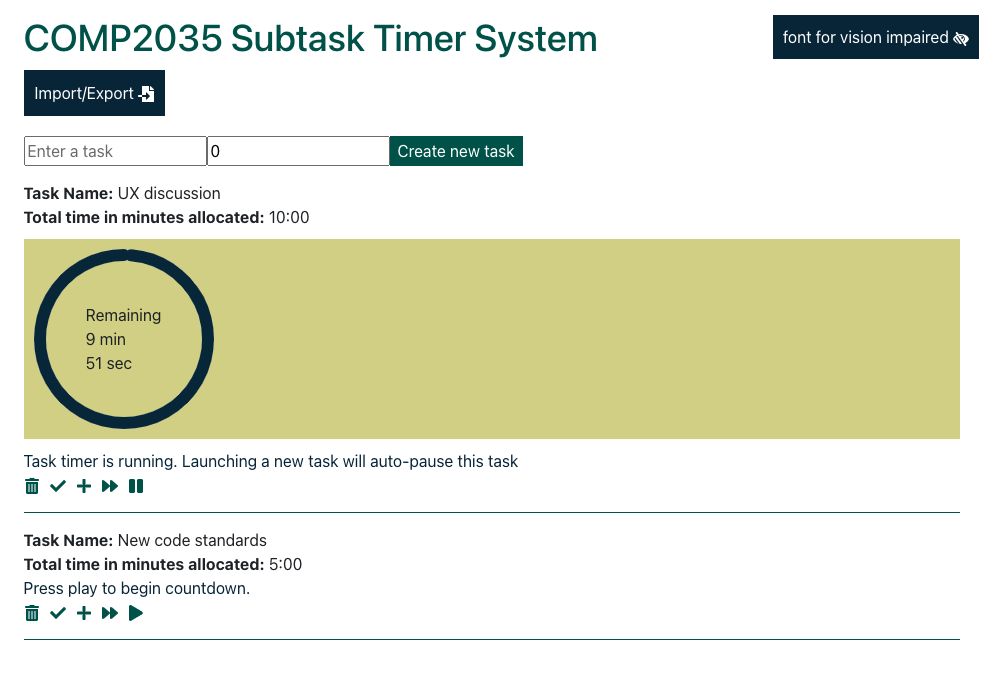 COMP2035 Subtask Timer System
font for vision impaired
Import/Export
Enter a task 0 Create new task
Task Name: UX discussion
Total time in minutes allocated: 10:00
Remaining
9 min
51 sec
Task timer is running. Launching a new task will auto-pause this task
Task Name: New code standards
Total time in minutes allocated: 5:00
Press play to begin countdown.